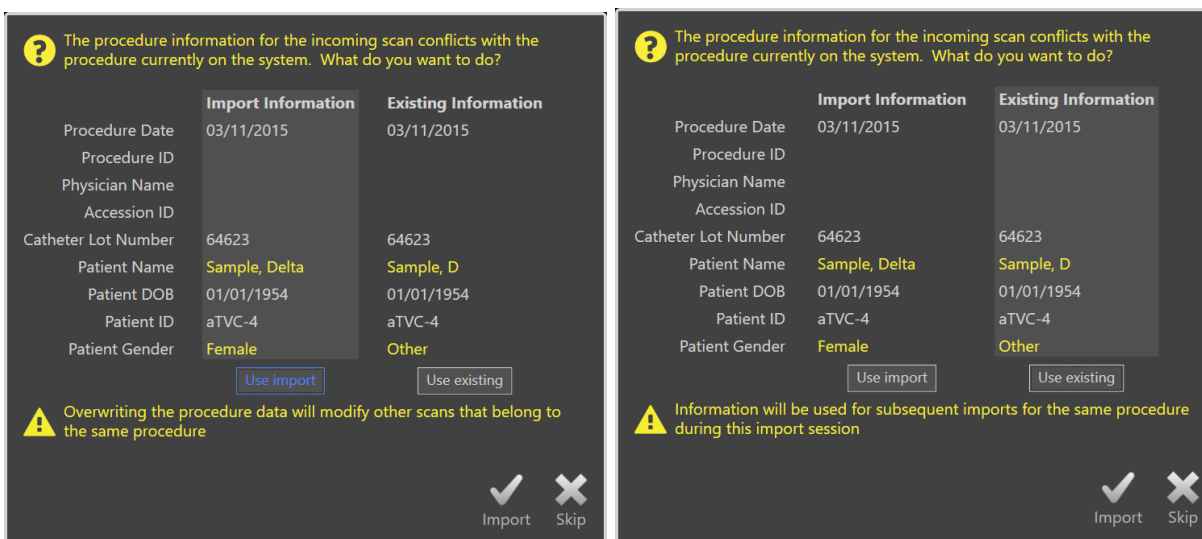 The procedure information for the incoming scan conflicts with the
procedure currently on the system. What do you want to do?
Import Information Existing Information
Procedure Date 03/11/2015 03/11/2015
Procedure ID
Physician Name
Accession ID
Catheter Lot Number 64623 64623
Patient Name Sample, Delta Sample, D
Patient DOB 01/01/1954 01/01/1954
Patient ID aTVC-4 aTVC-4
Patient Gender Female Other
Use import Use existing
Overwriting the procedure data will modify other scans that belong to
the same procedure
Import Skip
The procedure information for the incoming scan conflicts with the
procedure currently on the system. What do you want to do?
Import Information Existing Information
Procedure Date 03/11/2015 03/11/2015
Procedure ID
Physician Name
Accession ID
Catheter Lot Number 64623 64623
Patient Name Sample, Delta Sample, D
Patient DOB 01/01/1954 01/01/1954
Patient ID aTVC-4 aTVC-4
Patient Gender Female Other
Use import Use existing
Information will be used for subsequent imports for the same procedure
during this import session
Import Skip